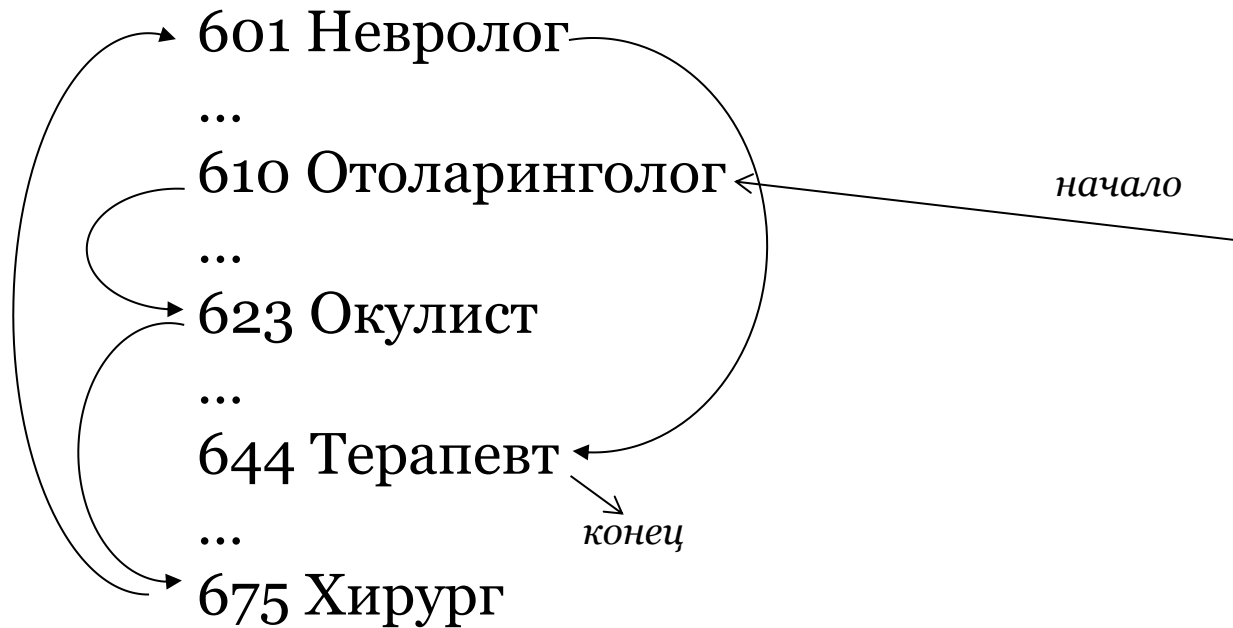 601 Невролог
...
610 Отоларинголог
начало
...
623 Окулист
...
644 Терапевт
конец
...
675 Хирург